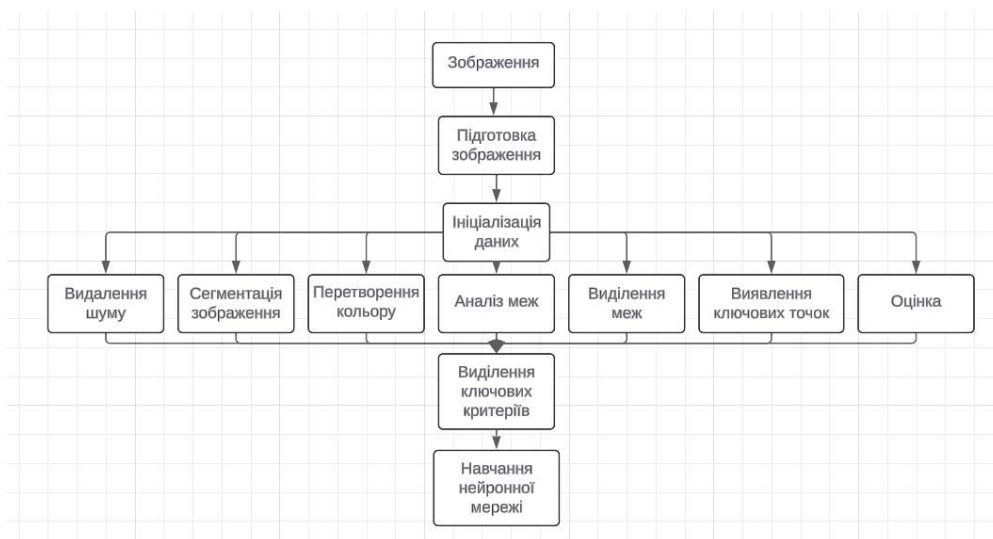 Зображення
Підготовка
зображення
Ініціалізація
даних
Видалення
шуму
Сегментація
зображення
Перетворення
кольору
Аналіз меж
Виділення
меж
Виявлення
ключових точок
Оцінка
Виділення
ключових
критеріїв
Навчання
нейронної
мережі